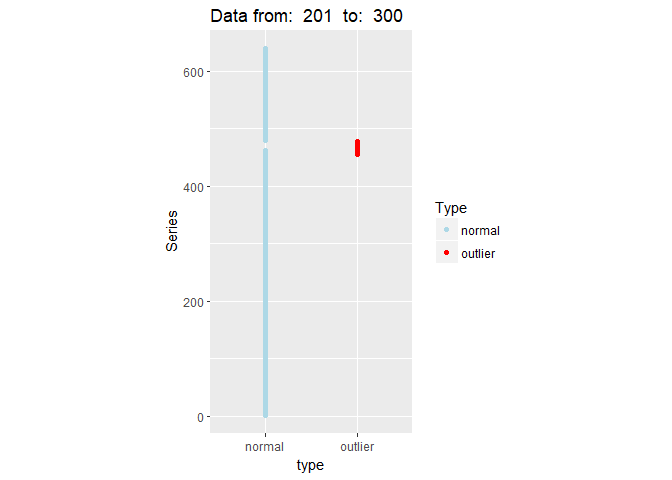 Data from:  201  to:  300
600
400
200
0
Series
normal
outlier
type
Type
normal
outlier